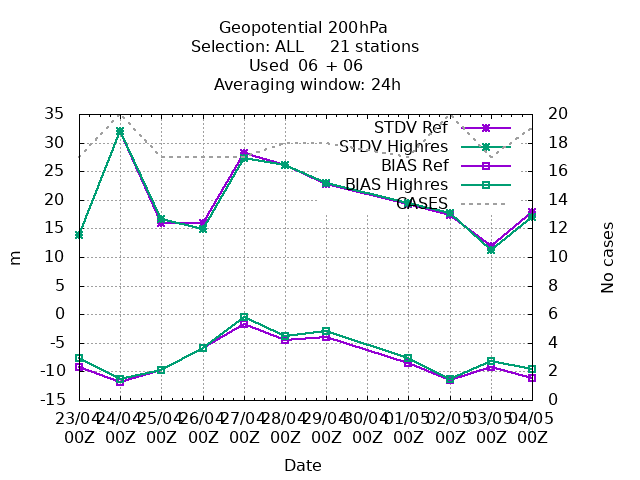 Geopotential 200hPa
Selection: ALL 21 stations
Used 06 + 06
Averaging window: 24h
35 20
30 18
25 16
20 14
15 12
10 10
5 8
0 6
-5 4
-10 2
-15 0
STDV Ref
STDV Highres
BIAS Ref
BIAS Highres
CASES
m
No cases
23/04 24/04 25/04 26/04 27/04 28/04 29/04 30/04 01/05 02/05 03/05 04/05
00Z 00Z 00Z 00Z 00Z 00Z 00Z 00Z 00Z 00Z 00Z 00Z
Date